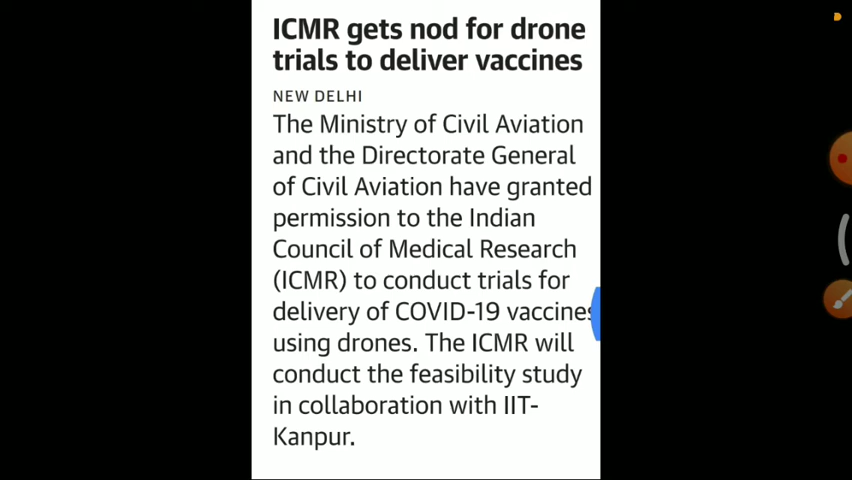 ICMR gets nod for drone
trials to deliver vaccines
NEW DELHI
The Ministry of Civil Aviation
and the Directorate General
of Civil Aviation have granted
permission to the Indian
Council of Medical Research
(ICMR) to conduct trials for
delivery of COVID-19 vaccines
using drones. The ICMR will
conduct the feasibility study
in collaboration with IIT-
Kanpur.